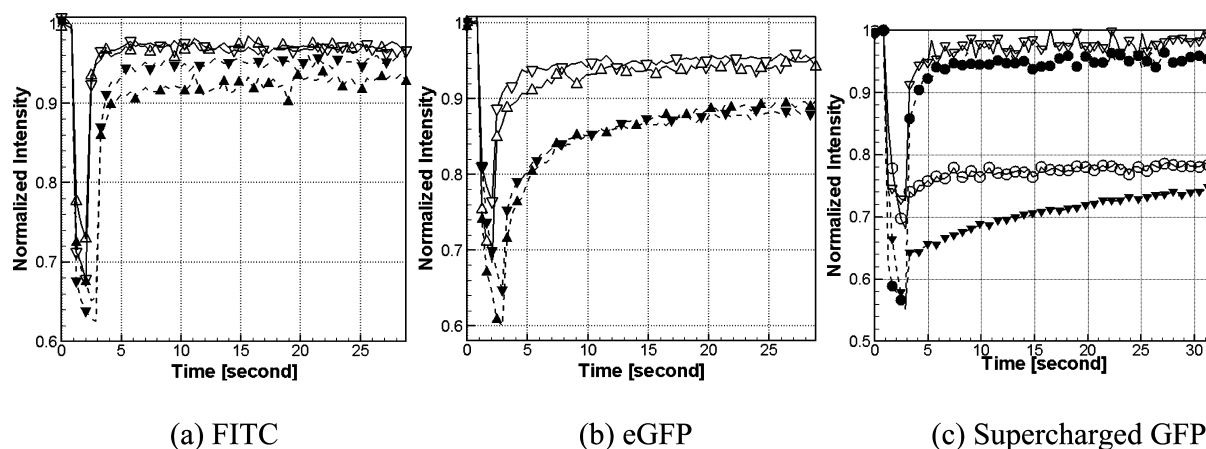 Normalized Intensity
1
0.9
0.8
0.7
0.6
0 5 10 15 20 25
Time [second]
(a) FITC
Normalized Intensity
1
0.9
0.8
0.7
0.6
0 5 10 15 20 25
Time [second]
(b) eGFP
Normalized Intensity
1
0.9
0.8
0.7
0.6
0.5
0 5 10 15 20 25 30
Time [second]
(c) Supercharged GFP